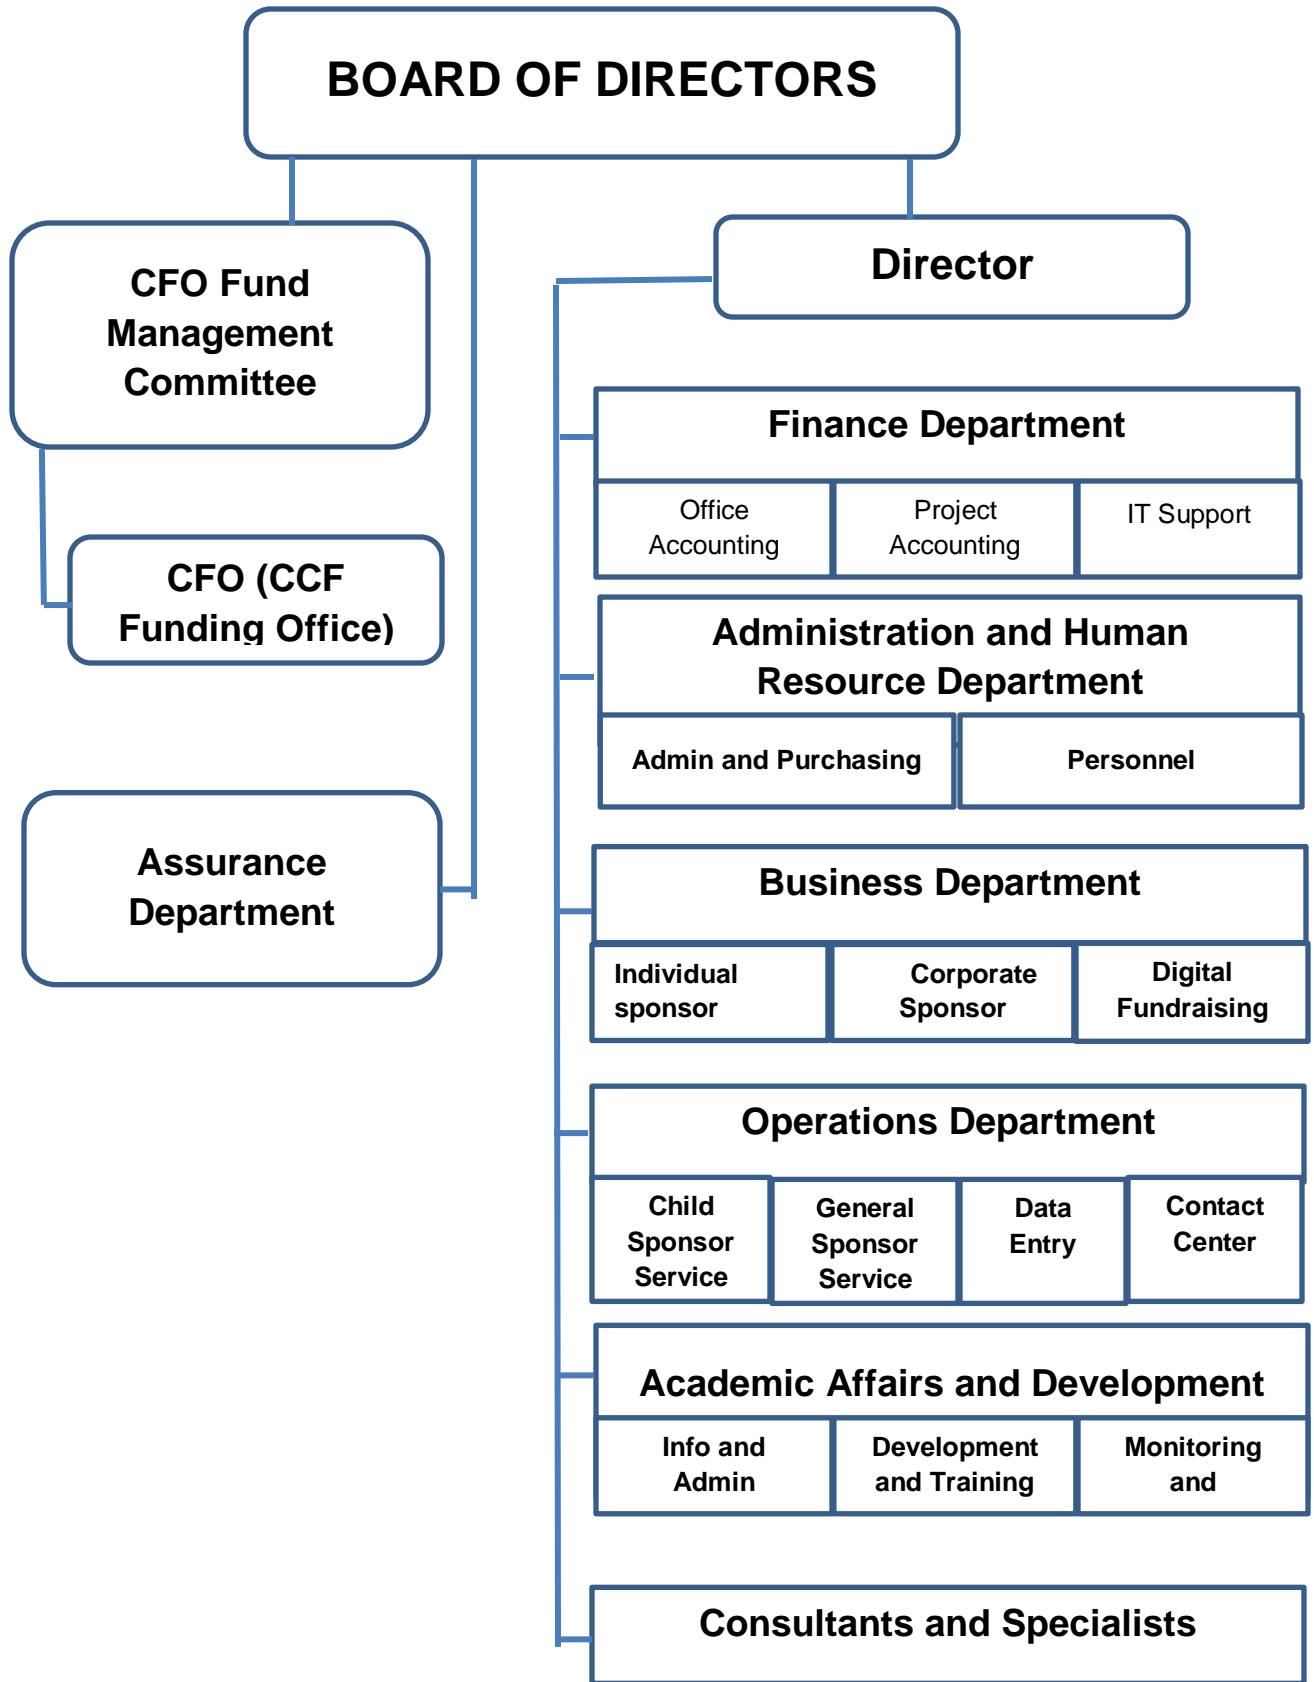 BOARD OF DIRECTORS
CFO Fund
Management
Committee
Director
CFO (CCF
Funding Office)
Assurance
Department
Finance Department
Office
Accounting
Project
Accounting
IT Support
Administration and Human
Resource Department
Admin and Purchasing
Personnel
Business Department
Individual
sponsor
Corporate
Sponsor
Digital
Fundraising
Operations Department
Child
Sponsor
Service
General
Sponsor
Service
Data
Entry
Contact
Center
Academic Affairs and Development
Info and
Admin
Development
and Training
Monitoring
and
Consultants and Specialists